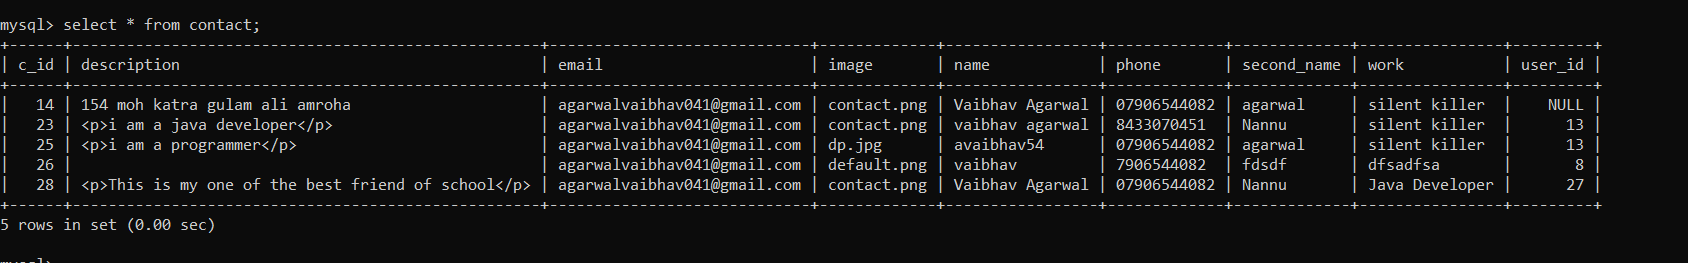 mysql> select * from contact;
+------+----------------------------------------------------+-----------------------------+-------------+-----------------+-------------+-------------+----------------+---------+
| c_id | description                                        | email                       | image       | name            | phone       | second_name | work           | user_id |
+------+----------------------------------------------------+-----------------------------+-------------+-----------------+-------------+-------------+----------------+---------+
|   14 | 154 moh katra gulam ali amroha                     | agarwalvaibhav041@gmail.com | contact.png | Vaibhav Agarwal | 07906544082 | agarwal     | silent killer  |    NULL |
|   23 | <p>i am a java developer</p>                       | agarwalvaibhav041@gmail.com | contact.png | vaibhav agarwal | 8433070451  | Nannu       | silent killer  |      13 |
|   25 | <p>i am a programmer</p>                           | agarwalvaibhav041@gmail.com | dp.jpg      | avaibhav54      | 07906544082 | agarwal     | silent killer  |      13 |
|   26 |                                                    | agarwalvaibhav041@gmail.com | default.png | vaibhav         | 7906544082  | fdsdf       | dfsadfsa       |       8 |
|   28 | <p>This is my one of the best friend of school</p> | agarwalvaibhav041@gmail.com | contact.png | Vaibhav Agarwal | 07906544082 | Nannu       | Java Developer |      27 |
+------+----------------------------------------------------+-----------------------------+-------------+-----------------+-------------+-------------+----------------+---------+
5 rows in set (0.00 sec)
mysql>